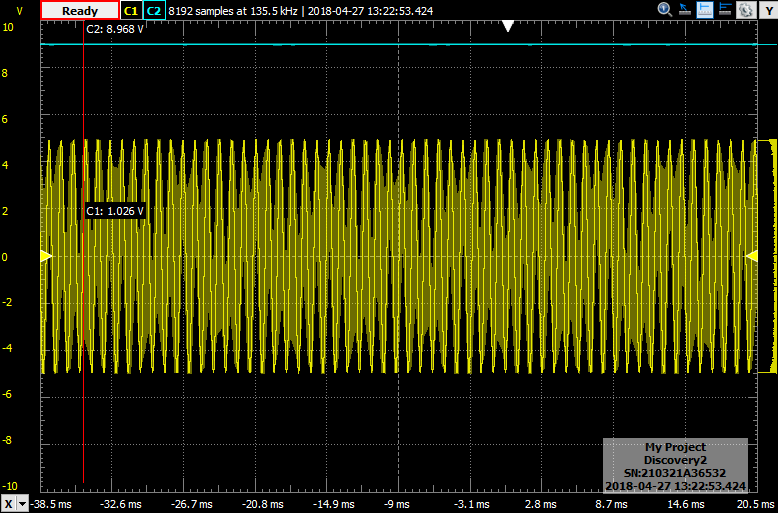 V Ready C1 C2 8192 samples at 135.5 kHz | 2018-04-27 13:22:53.424 Y
C2: 8.968 V
10
8
6
4
C1: 1.026 V
2
0
-2
-4
-6
-8
-10
My Project
Discovery2
SN:210321A36532
2018-04-27 13:22:53.424
X -38.5 ms -32.6 ms -26.7 ms -20.8 ms -14.9 ms -9 ms -3.1 ms 2.8 ms 8.7 ms 14.6 ms 20.5 ms